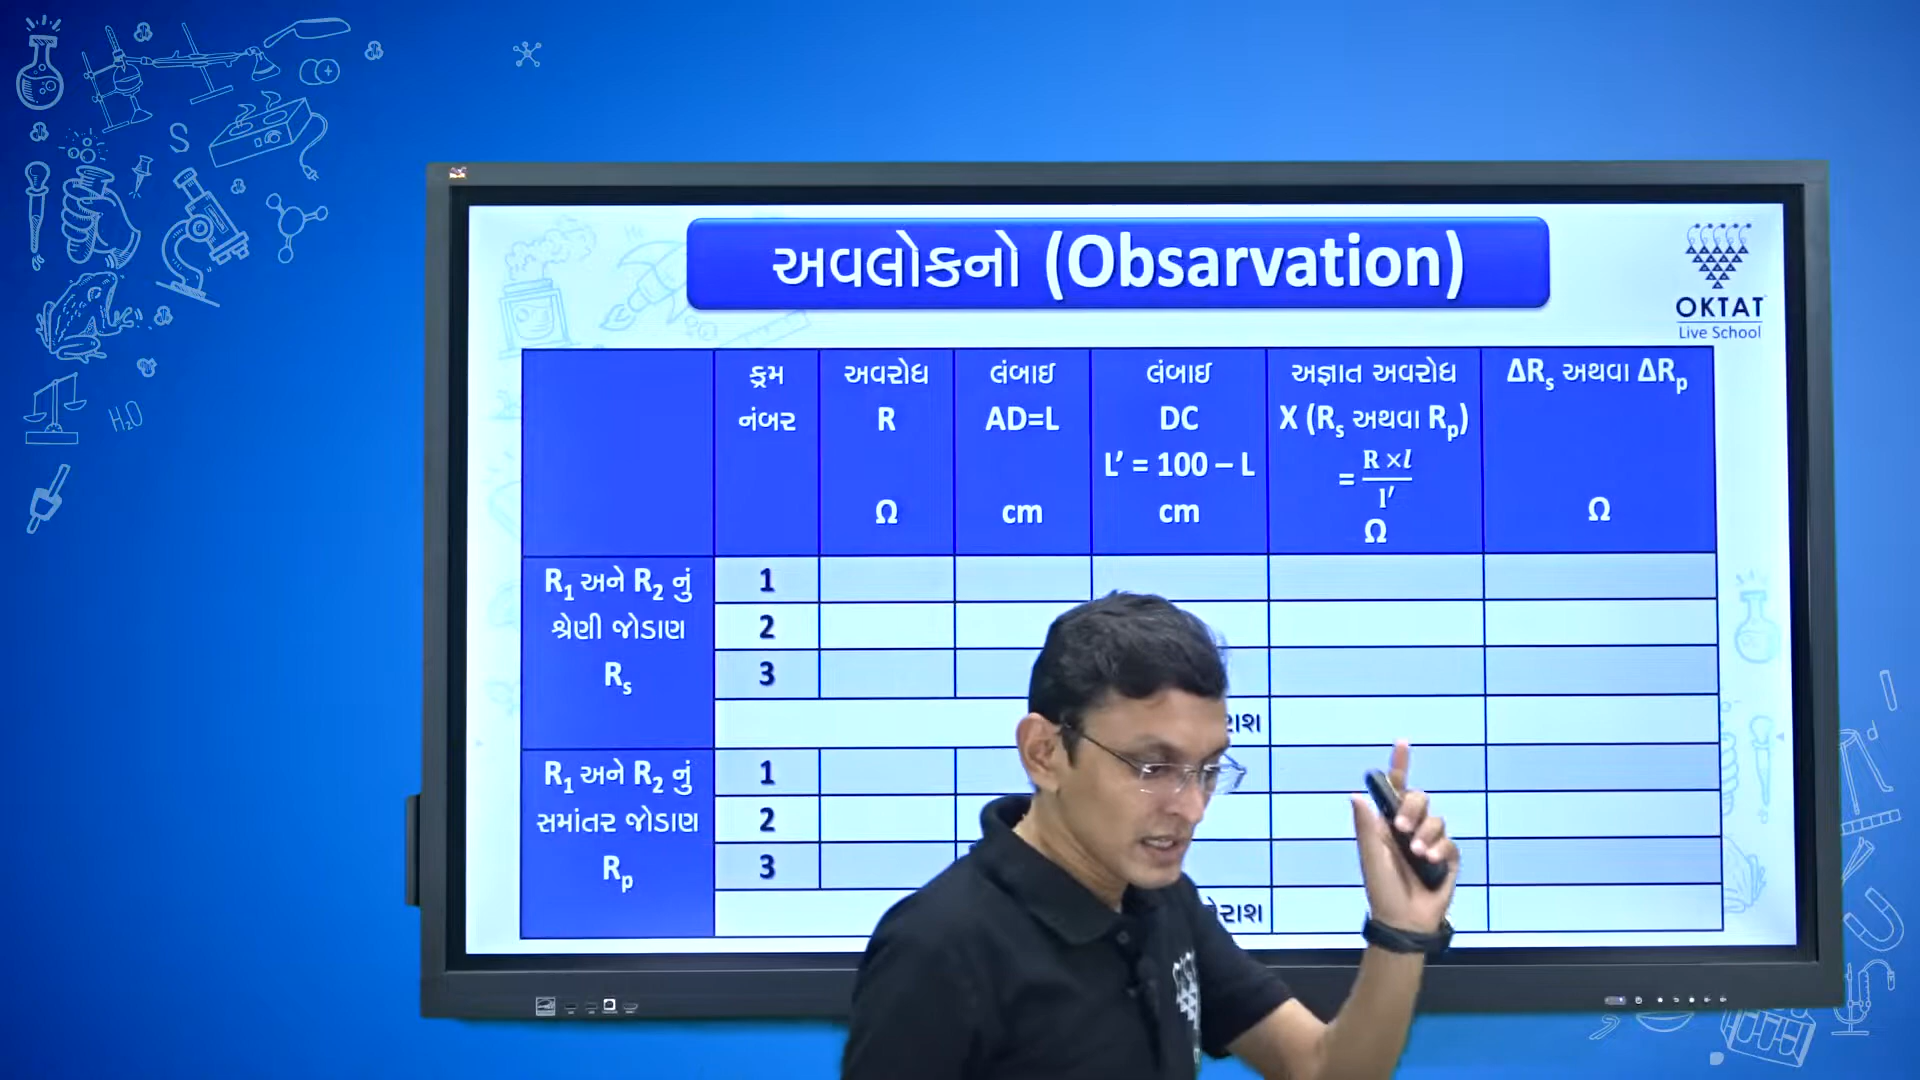 અવલોકનો (Obsarvation)
OKTAT
Live School
ક્રમ
નંબર
અવરોધ
R
Ω
લંબાઇ
AD=L
cm
લંબાઇ
DC
L’ = 100 – L
cm
અજ્ઞાત અવરોધ
X (Rs અથવા Rp)
= R × l / l′
Ω
ΔRs અથવા ΔRp
Ω
R1 અને R2 નું
શ્રેણી જોડાણ
Rs
1
2
3
R1 અને R2 નું
સમાંતર જોડાણ
Rp
1
2
3
S
H2O